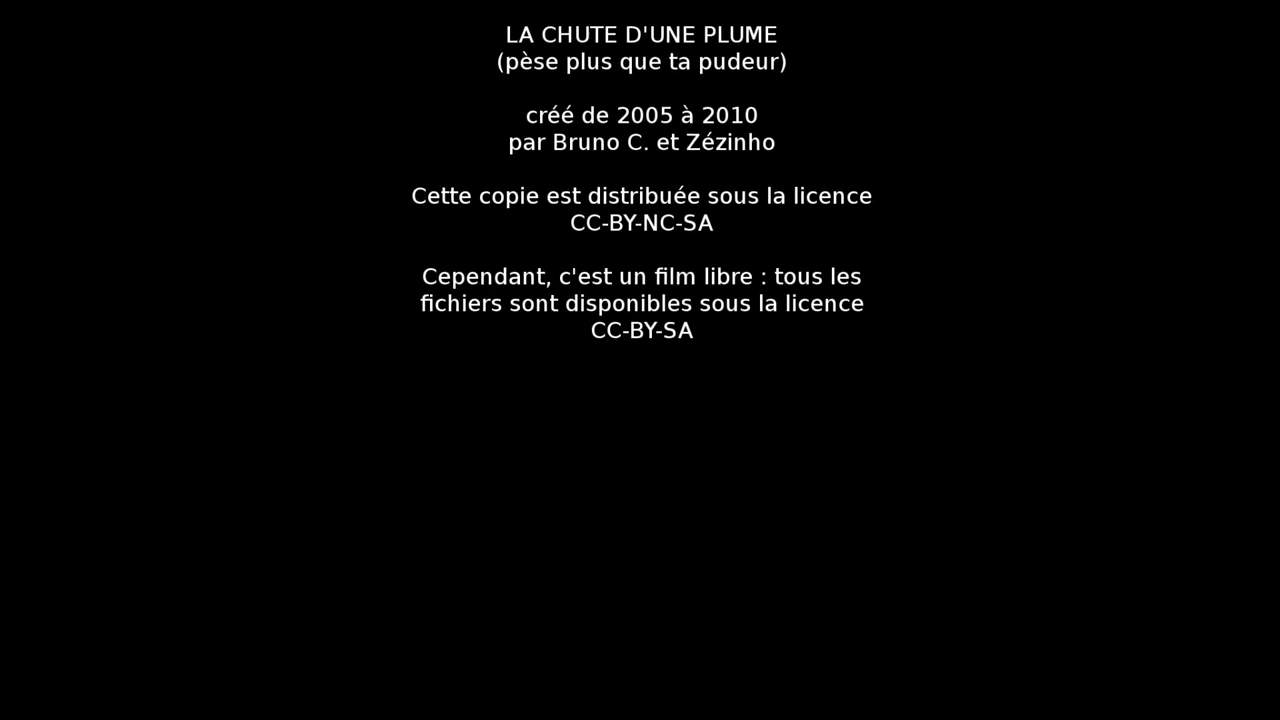 LA CHUTE D'UNE PLUME
(pèse plus que ta pudeur)
créé de 2005 à 2010
par Bruno C. et Zézinho
Cette copie est distribuée sous la licence
CC-BY-NC-SA
Cependant, c'est un film libre : tous les
fichiers sont disponibles sous la licence
CC-BY-SA